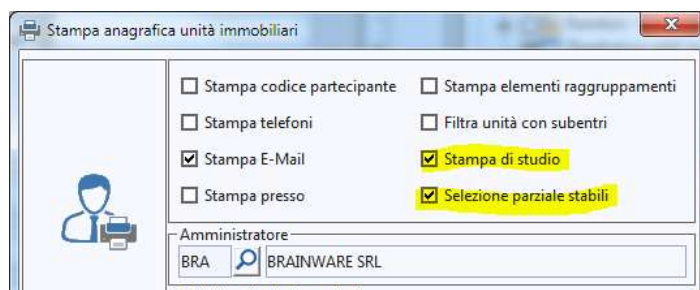 Stampa anagrafica unità immobiliari
Stampa codice partecipante
Stampa elementi raggruppamenti
Stampa telefoni
Filtra unità con subentri
Stampa E-Mail
Stampa di studio
Stampa presso
Selezione parziale stabili
Amministratore
BRA
BRAINWARE SRL